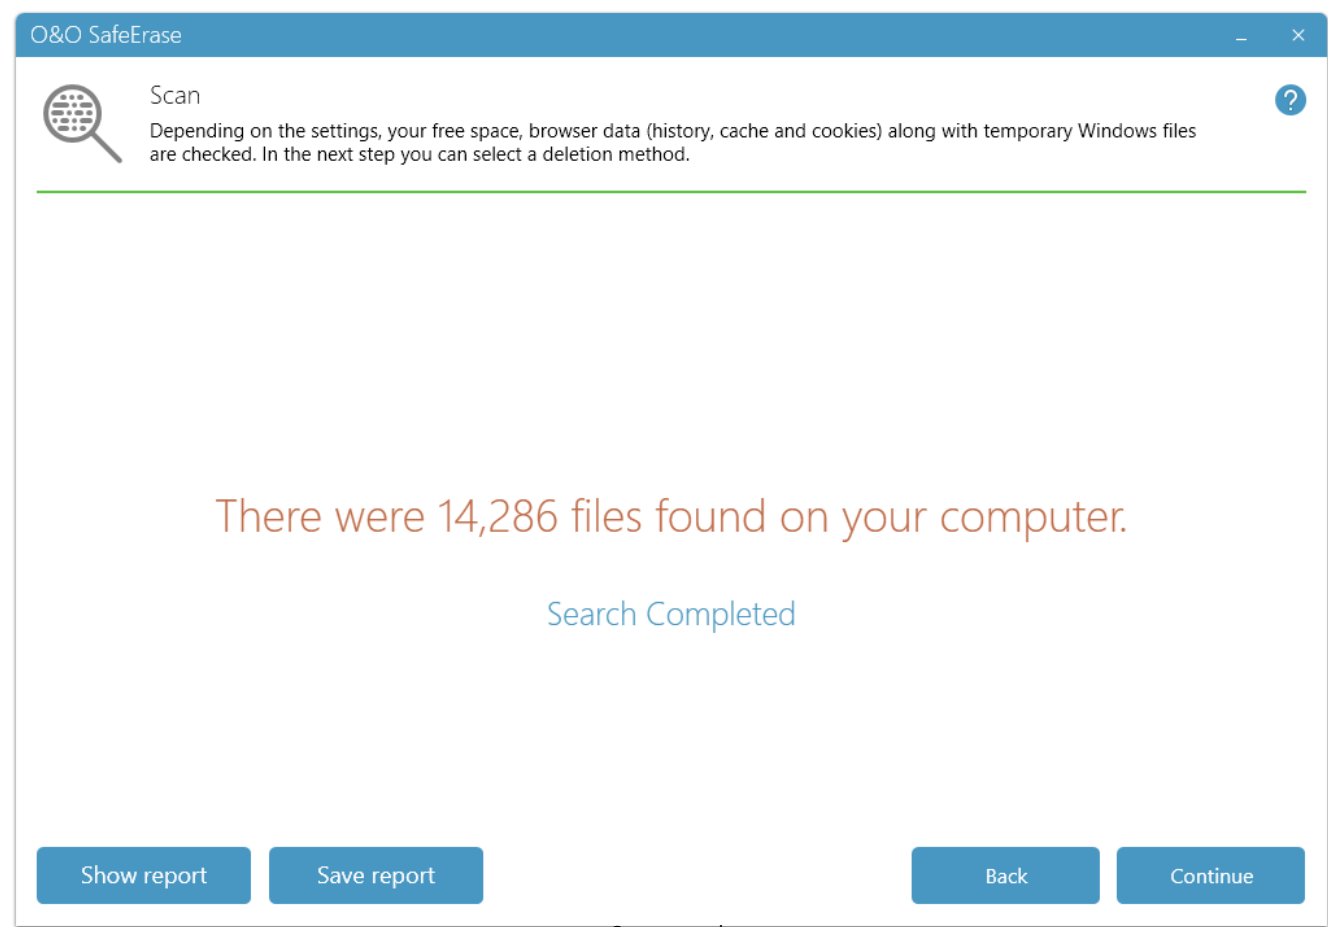 O&O SafeErase
Scan
Depending on the settings, your free space, browser data (history, cache and cookies) along with temporary Windows files
are checked. In the next step you can select a deletion method.
There were 14,286 files found on your computer.
Search Completed
Show report
Save report
Back
Continue